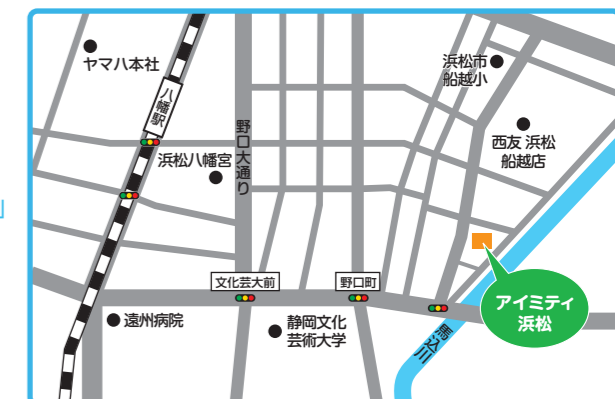 ヤマハ本社
浜松市
船越小
八幡駅
西友 浜松
船越店
野口大通り
浜松八幡宮
」
文化芸大前
野口町
アイミティ
浜松
遠州病院
静岡文化
芸術大学
馬込川